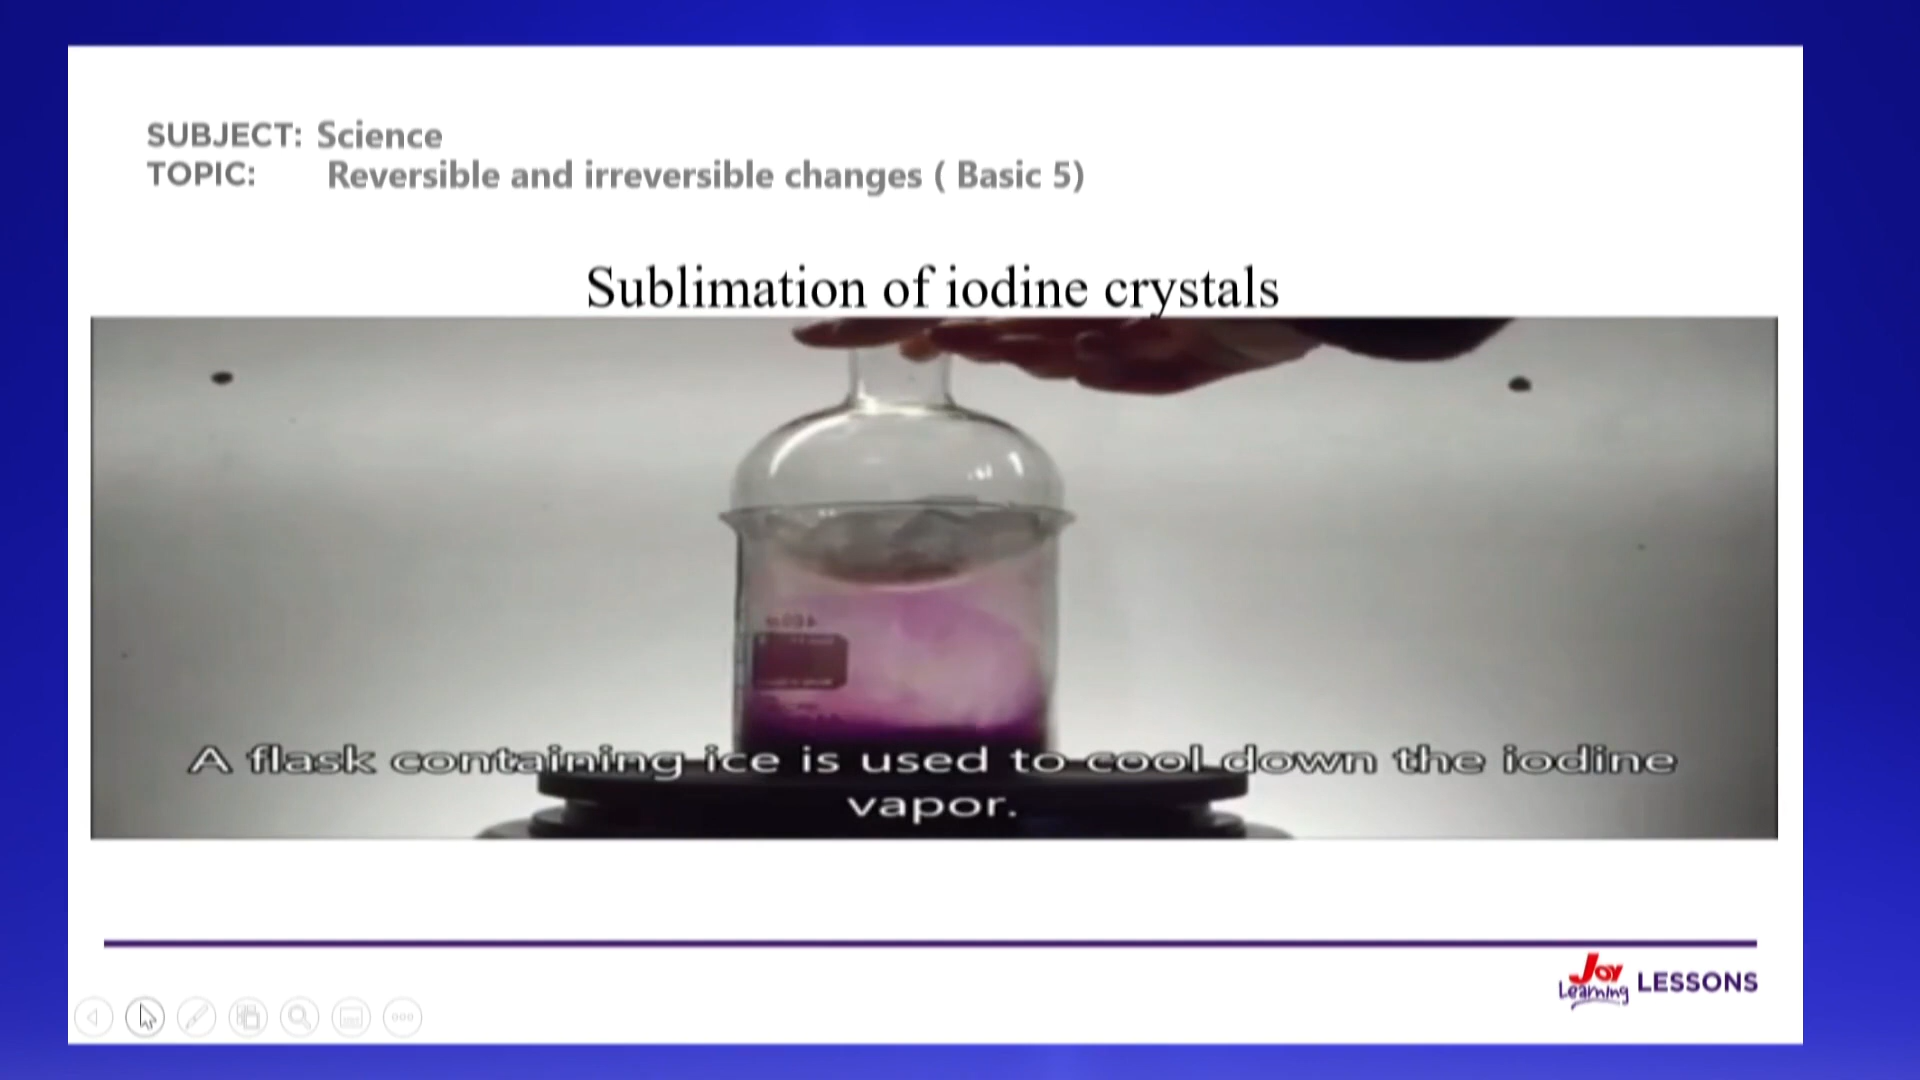 SUBJECT: Science
TOPIC: Reversible and irreversible changes ( Basic 5)
Sublimation of iodine crystals
A flask containing ice is used to cool down the iodine
vapor.
Joy
Learning
LESSONS